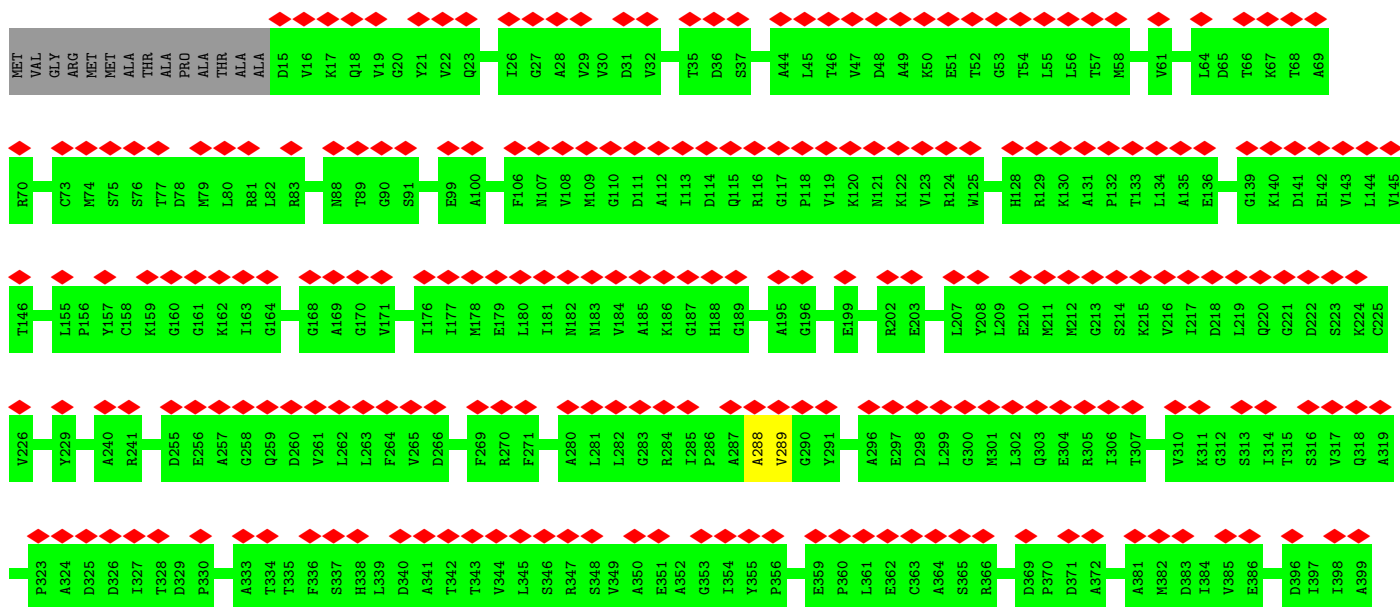 MET VAL GLY ARG MET MET ALA THR ALA PRO ALA THR ALA ALA D15 V16 K17 Q18 V19 G20 Y21 V22 Q23 I26 G27 A28 V29 V30 D31 V32 T35 D36 S37 A44 L45 T46 V47 D48 A49 K50 E51 T52 G53 T54 L55 L56 T57 M58 V61 L64 D65 T66 K67 T68 A69
R70 C73 M74 S75 S76 T77 D78 M79 L80 R81 L82 R83 N88 T89 G90 S91 E99 A100 F106 N107 V108 M109 G110 D111 A112 I113 D114 Q115 R116 G117 P118 V119 K120 N121 K122 V123 R124 W125 H128 R129 K130 A131 P132 T133 L134 A135 E136 G139 K140 D141 E142 V143 L144 V145
T146 L155 P156 Y157 C158 K159 G160 G161 K162 I163 G164 G168 A169 G170 V171 I176 I177 M178 E179 L180 I181 N182 N183 V184 A185 K186 G187 H188 G189 A195 G196 E199 R202 E203 L207 Y208 L209 E210 M211 M212 G213 S214 K215 V216 I217 D218 L219 Q220 G221 D222 S223 K224 C225
V226 Y229 A240 R241 D255 E256 A257 G258 Q259 D260 V261 L262 L263 F264 V265 D266 F269 R270 F271 A280 L281 L282 G283 R284 I285 P286 A287 A288 V289 G290 Y291 A296 E297 D298 L299 G300 M301 L302 Q303 E304 R305 I306 T307 V310 K311 G312 S313 I314 T315 S316 V317 Q318 A319
P323 A324 D325 D326 I327 T328 D329 P330 A333 T334 T335 F336 S337 H338 L339 D340 A341 T342 T343 V344 L345 S346 R347 S348 V349 A350 E351 A352 G353 I354 Y355 P356 E359 P360 L361 E362 C363 A364 S365 R366 D369 P370 D371 A372 A381 M382 D383 I384 V385 E386 D396 I397 I398 A399